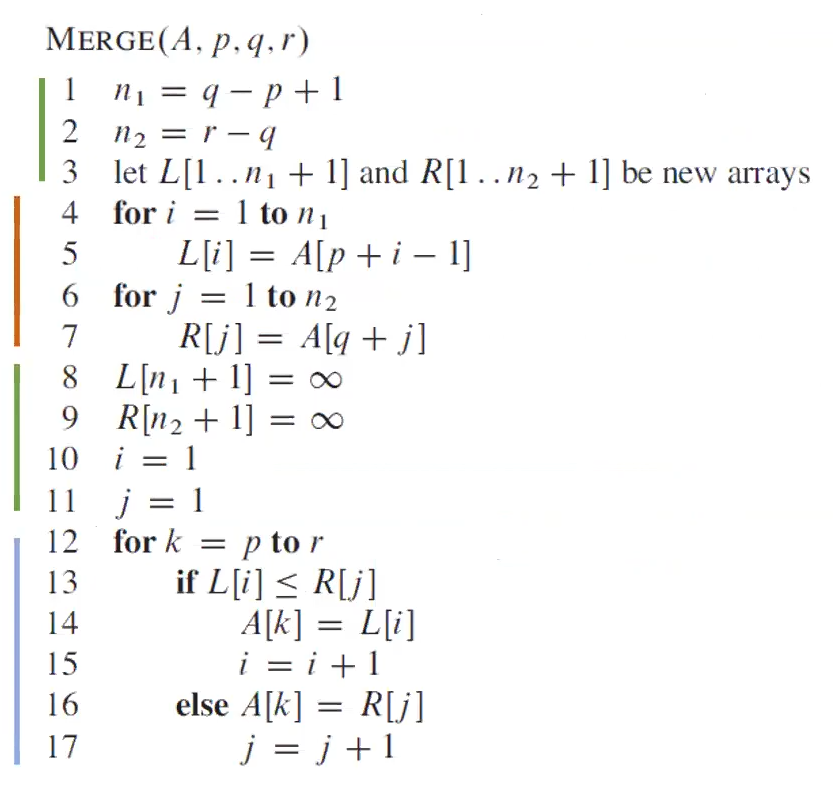 MERGE(A, p, q, r)
1 n₁ = q − p + 1
2 n₂ = r − q
3 let L[1 . . n₁ + 1] and R[1 . . n₂ + 1] be new arrays
4 for i = 1 to n₁
5 L[i] = A[p + i − 1]
6 for j = 1 to n₂
7 R[j] = A[q + j]
8 L[n₁ + 1] = ∞
9 R[n₂ + 1] = ∞
10 i = 1
11 j = 1
12 for k = p to r
13 if L[i] ≤ R[j]
14 A[k] = L[i]
15 i = i + 1
16 else A[k] = R[j]
17 j = j + 1